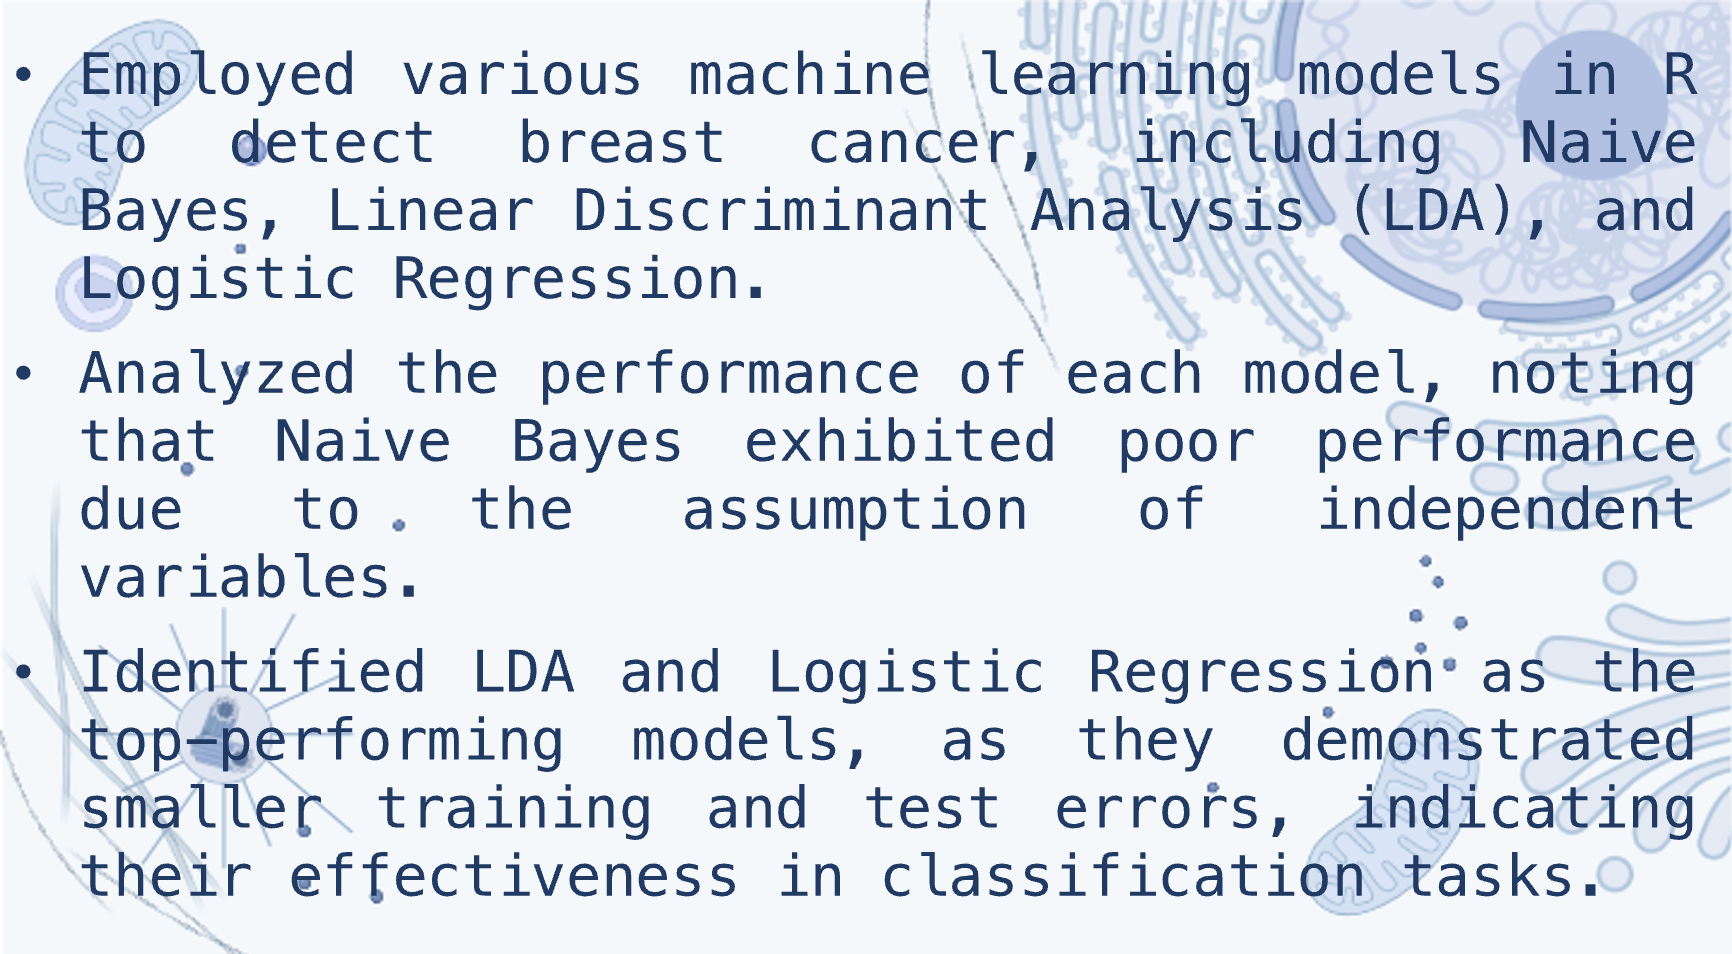 • Employed various machine learning models in R
to detect breast cancer, including Naive
Bayes, Linear Discriminant Analysis (LDA), and
Logistic Regression.
• Analyzed the performance of each model, noting
that Naive Bayes exhibited poor performance
due to the assumption of independent
variables.
• Identified LDA and Logistic Regression as the
top-performing models, as they demonstrated
smaller training and test errors, indicating
their effectiveness in classification tasks.